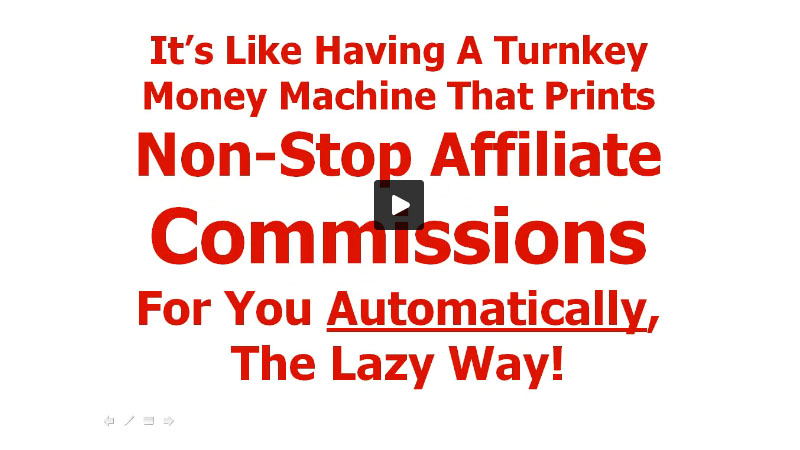 It's Like Having A Turnkey
Money Machine That Prints
Non-Stop Affiliate
Commissions
For You Automatically,
The Lazy Way!